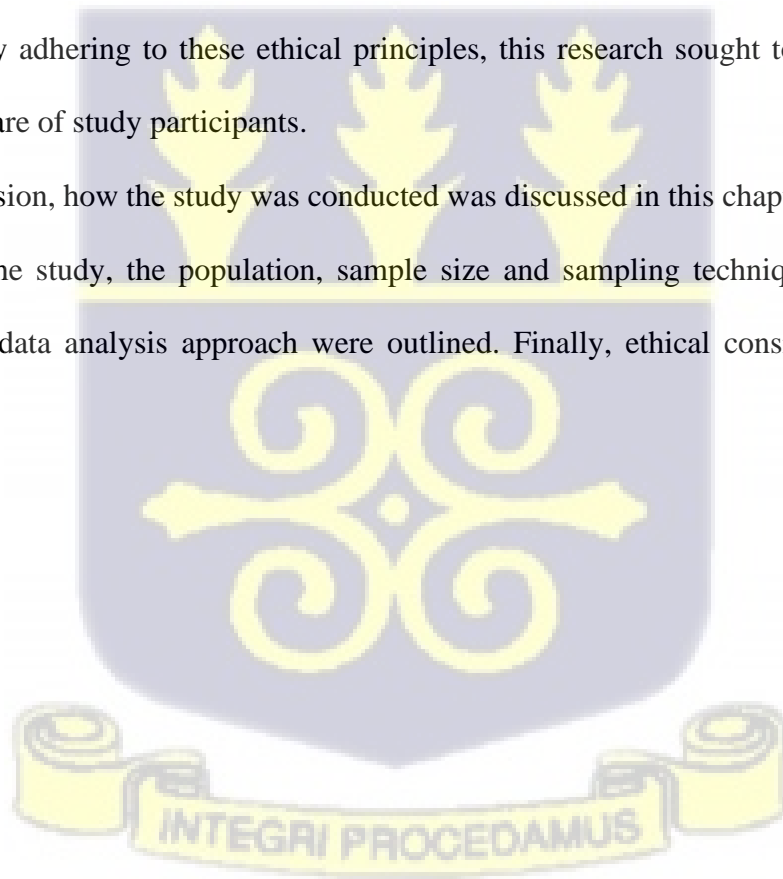 y adhering to these ethical principles, this research sought to
are of study participants.
sion, how the study was conducted was discussed in this chap
ne study, the population, sample size and sampling techniq
data analysis approach were outlined. Finally, ethical cons
INTEGRI PROCEDAMUS